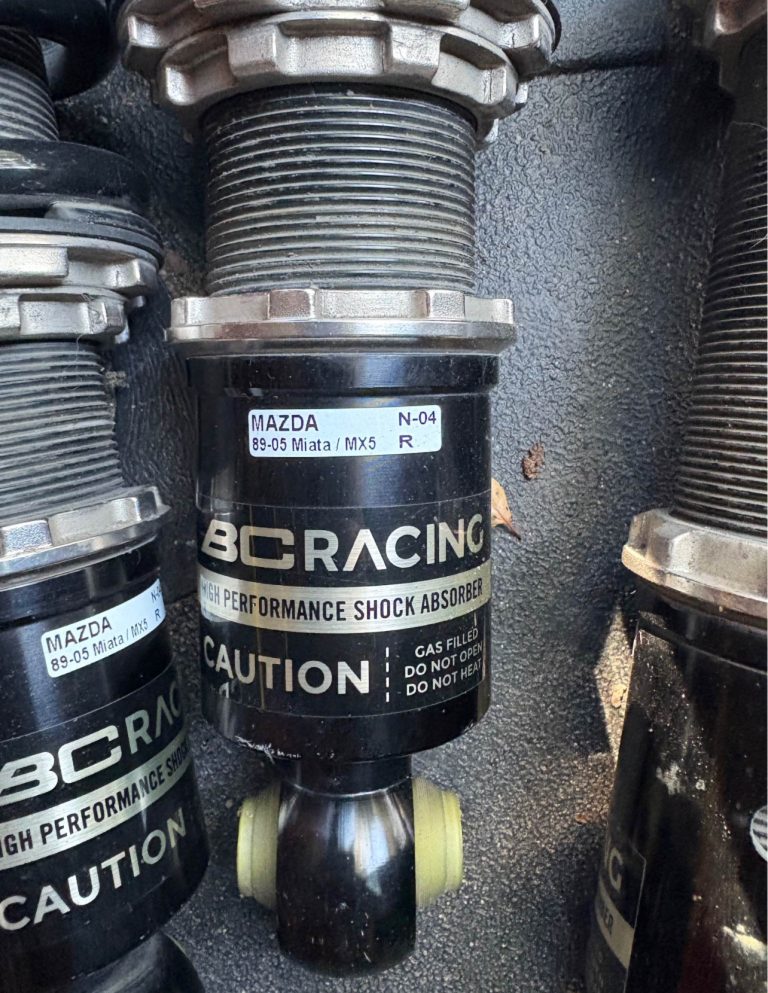 MAZDA N-04
89-05 Miata / MX5 R
BC RACING
HIGH PERFORMANCE SHOCK ABSORBER
CAUTION
GAS FILLED
DO NOT OPEN
DO NOT HEAT
MAZDA
89-05 Miata / MX5 R
BC RAC
HIGH PERFORMANCE SHOCK
CAUTION